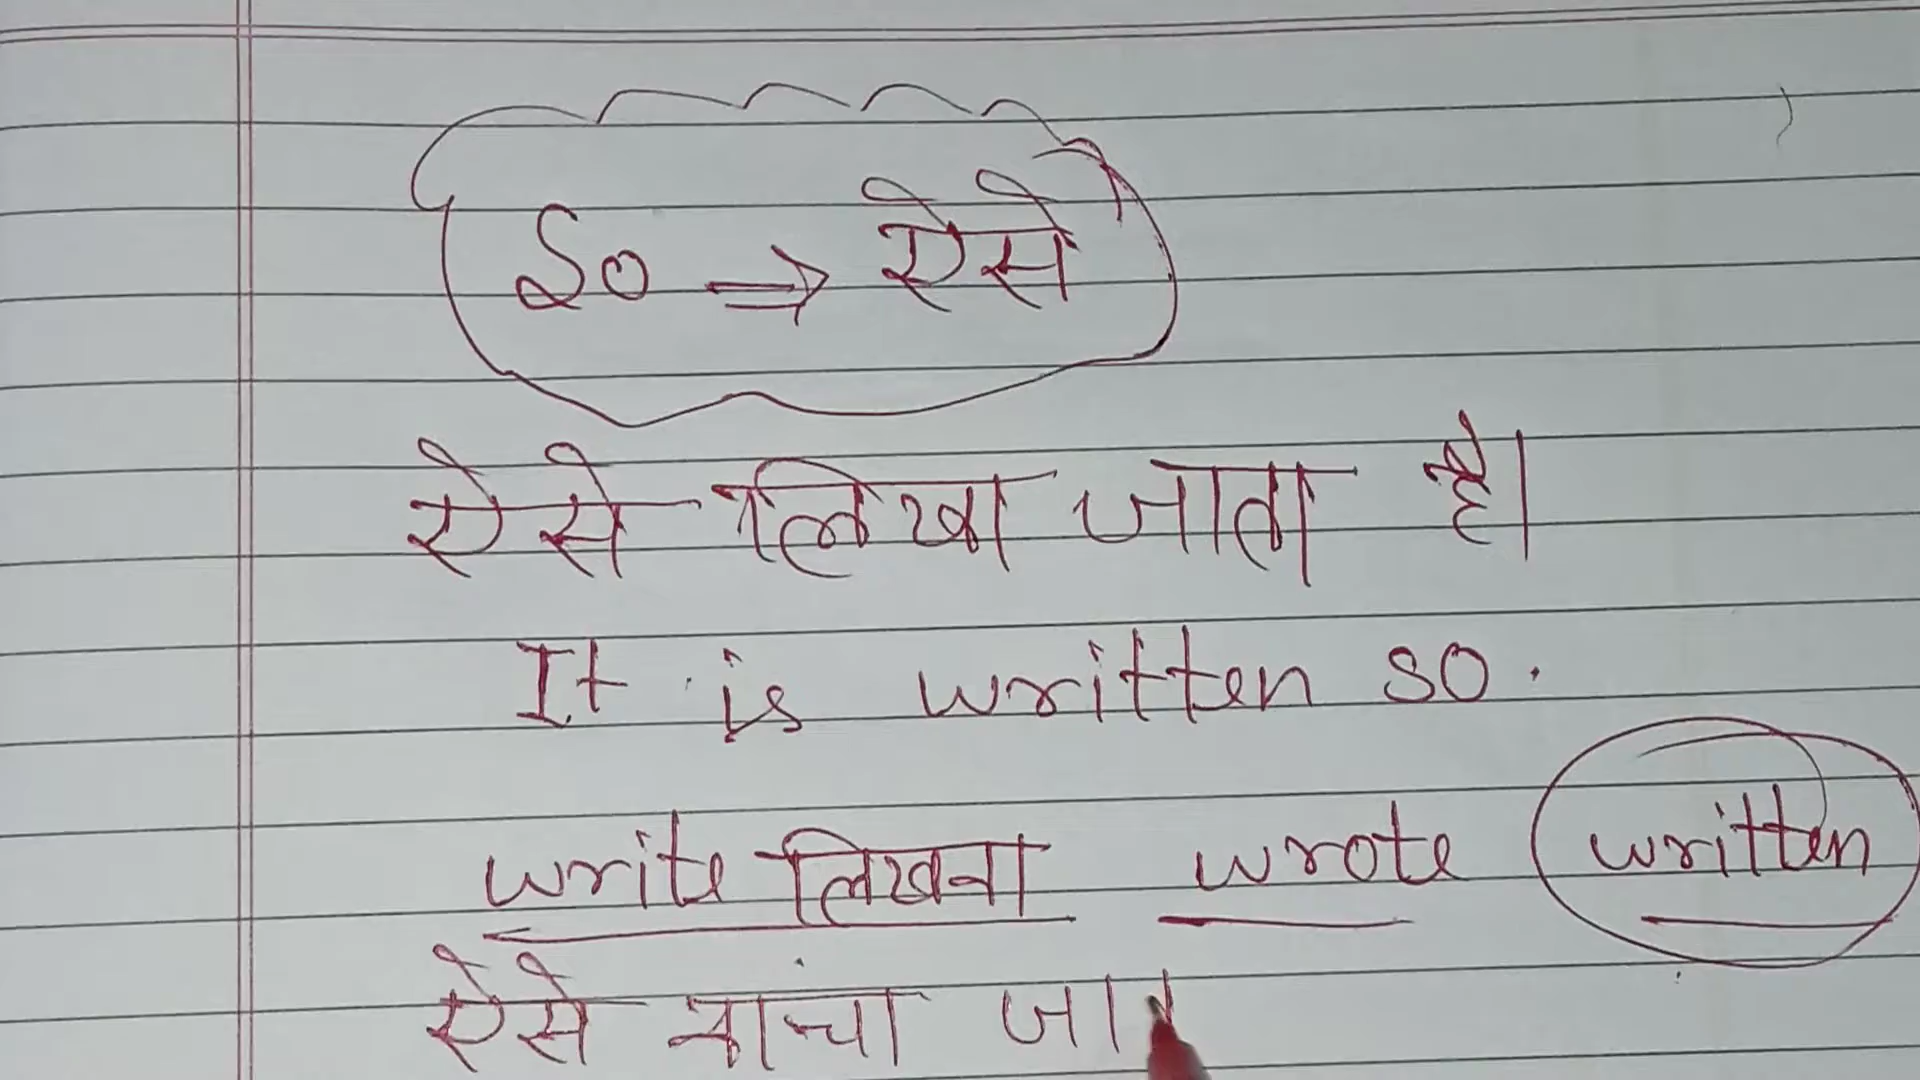 So ⇒ ऐसे
ऐसे लिखा जाता है।
It is written so.
write लिखना wrote written
ऐसे